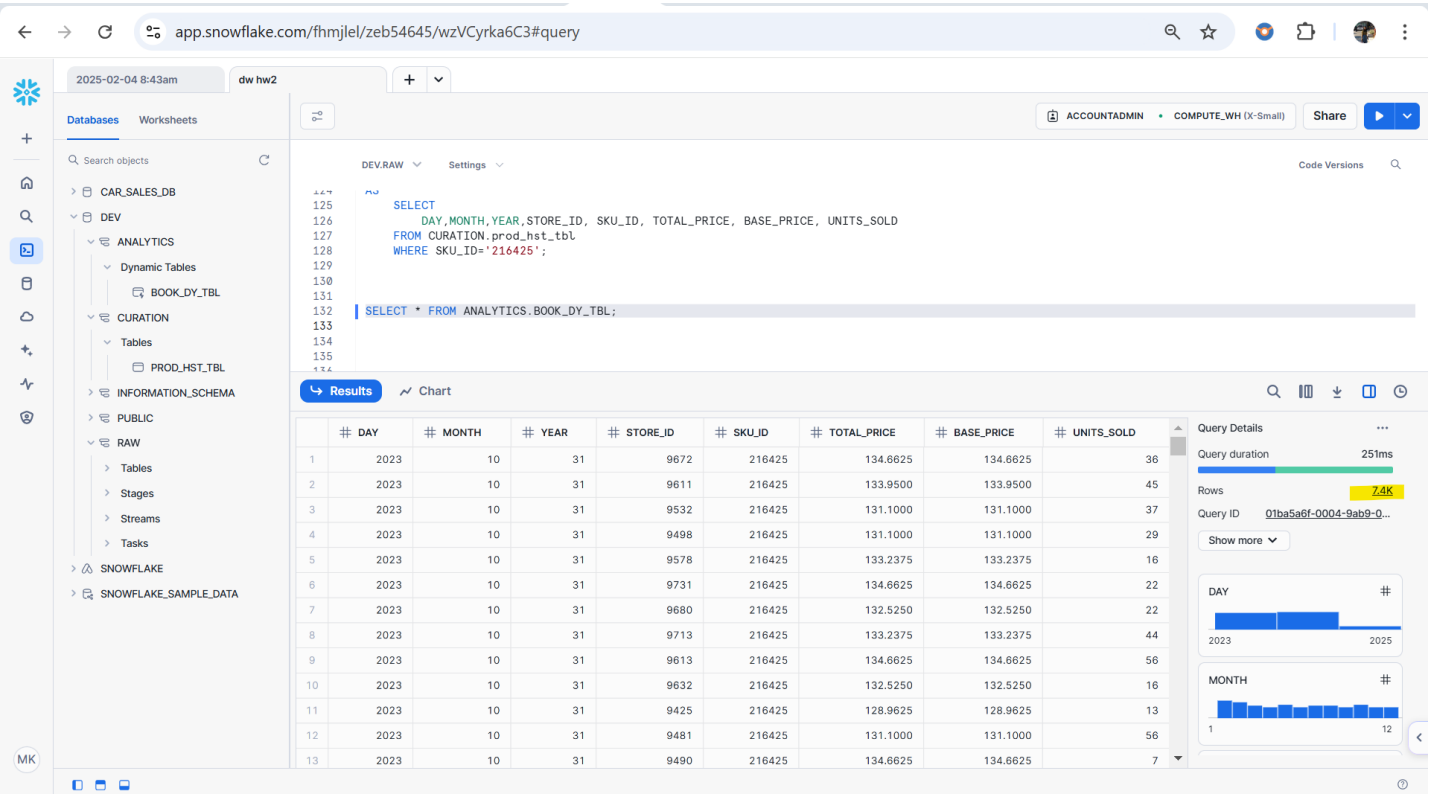 app.snowflake.com/fhmjlel/zeb54645/wzVCyrka6C3#query
2025-02-04 8:43am
dw hw2
Databases Worksheets
Search objects
CAR_SALES_DB
DEV
ANALYTICS
Dynamic Tables
BOOK_DY_TBL
CURATION
Tables
PROD_HST_TBL
INFORMATION_SCHEMA
PUBLIC
RAW
Tables
Stages
Streams
Tasks
SNOWFLAKE
SNOWFLAKE_SAMPLE_DATA
MK
ACCOUNTADMIN • COMPUTE_WH (X-Small)
Share
DEV.RAW Settings
Code Versions
124 AS
125 SELECT
126 DAY,MONTH,YEAR,STORE_ID, SKU_ID, TOTAL_PRICE, BASE_PRICE, UNITS_SOLD
127 FROM CURATION.prod_hst_tbl
128 WHERE SKU_ID='216425';
129
130
131
132 SELECT * FROM ANALYTICS.BOOK_DY_TBL;
133
134
135
136
Results Chart
# DAY # MONTH # YEAR # STORE_ID # SKU_ID # TOTAL_PRICE # BASE_PRICE # UNITS_SOLD
1 2023 10 31 9672 216425 134.6625 134.6625 36
2 2023 10 31 9611 216425 133.9500 133.9500 45
3 2023 10 31 9532 216425 131.1000 131.1000 37
4 2023 10 31 9498 216425 131.1000 131.1000 29
5 2023 10 31 9578 216425 133.2375 133.2375 16
6 2023 10 31 9731 216425 134.6625 134.6625 22
7 2023 10 31 9680 216425 132.5250 132.5250 22
8 2023 10 31 9713 216425 133.2375 133.2375 44
9 2023 10 31 9613 216425 134.6625 134.6625 56
10 2023 10 31 9632 216425 132.5250 132.5250 16
11 2023 10 31 9425 216425 128.9625 128.9625 13
12 2023 10 31 9481 216425 131.1000 131.1000 56
13 2023 10 31 9490 216425 134.6625 134.6625 7
Query Details ...
Query duration 251ms
Rows 7.4K
Query ID 01ba5a6f-0004-9ab9-0...
Show more
DAY #
2023 2025
MONTH #
1 12